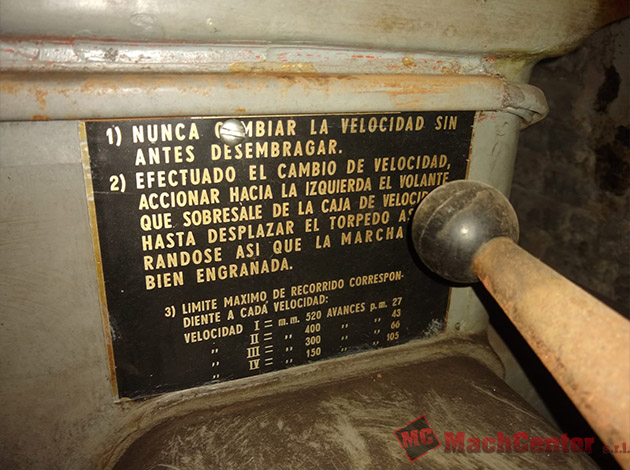 1) NUNCA CAMBIAR LA VELOCIDAD SIN
ANTES DESEMBRAGAR.
2) EFECTUADO EL CAMBIO DE VELOCIDAD,
ACCIONAR HACIA LA IZQUIERDA EL VOLANTE
QUE SOBRESALE DE LA CAJA DE
HASTA DESPLAZAR EL TORPEDO
RANDOSE ASI QUE LA MARCHA
BIEN ENGRANADA.
3) LIMITE MAXIMO DE RECORRIDO CORRESPON-
DIENTE A CADA VELOCIDAD:
VELOCIDAD I = m.m. 520 AVANCES p.m. 27
„ II = „ 400 „ „ 43
„ III = „ 300 „ „ 66
„ IV = „ 150 „ „ 105
MC MachCenter s.r.l.